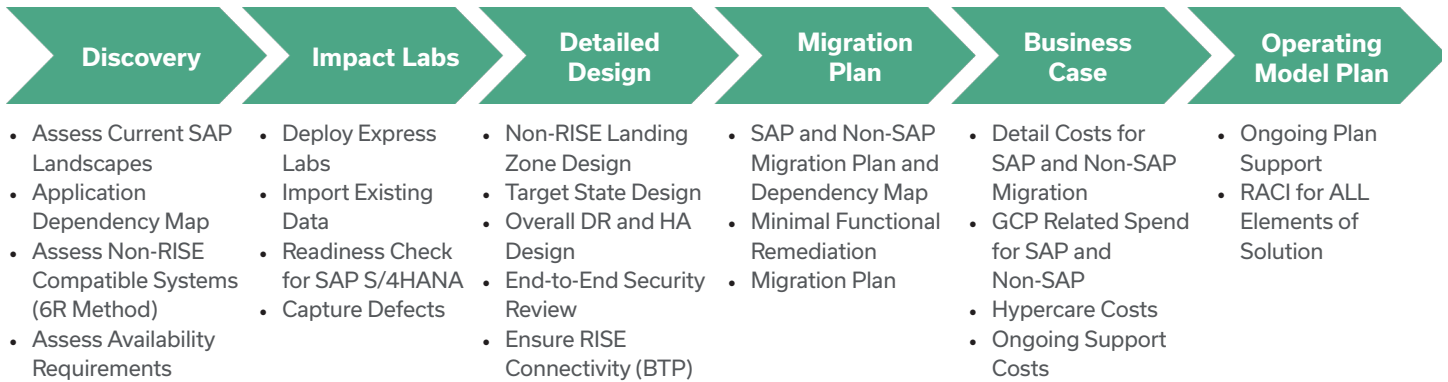 Discovery
Impact Labs
Detailed
Design
Migration
Plan
Business
Case
Operating
Model Plan
• Assess Current SAP
Landscapes
• Application
Dependency Map
• Assess Non-RISE
Compatible Systems
(6R Method)
• Assess Availability
Requirements
• Deploy Express
Labs
• Import Existing
Data
• Readiness Check
for SAP S/4HANA
• Capture Defects
• Non-RISE Landing
Zone Design
• Target State Design
• Overall DR and HA
Design
• End-to-End Security
Review
• Ensure RISE
Connectivity (BTP)
• SAP and Non-SAP
Migration Plan and
Dependency Map
• Minimal Functional
Remediation
• Migration Plan
• Detail Costs for
SAP and Non-SAP
Migration
• GCP Related Spend
for SAP and
Non-SAP
• Hypercare Costs
• Ongoing Support
Costs
• Ongoing Plan
Support
• RACI for ALL
Elements of
Solution